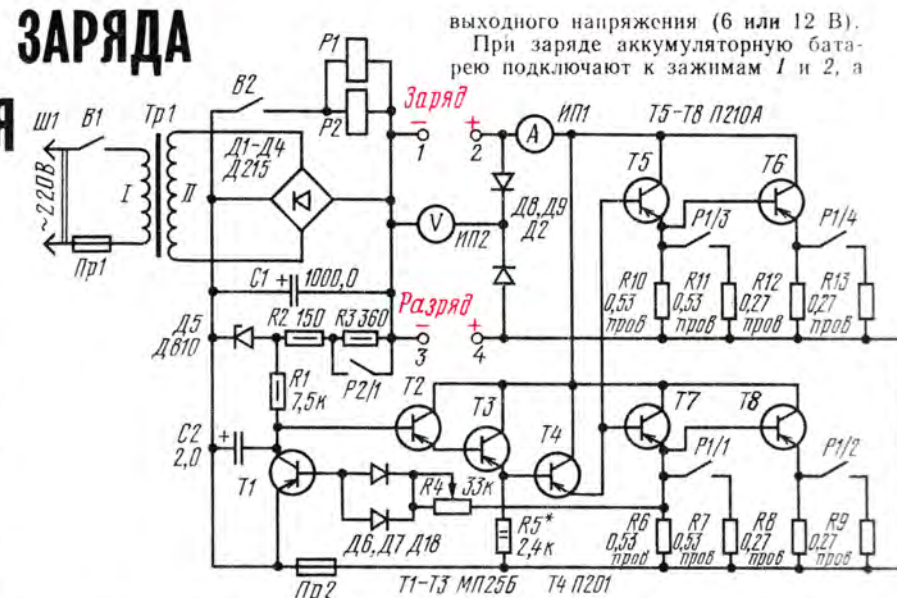 ЗАРЯДА
Я
выходного напряжения (6 или 12 В).
При заряде аккумуляторную бата-
рею подключают к зажимам 1 и 2, а
Р1
В2
Р2
Заряд
–
1
+
2
А
ИП1
Т5–Т8 П210А
Ш1
В1
Тр1
~220В
I
II
Пр1
Д1–Д4
Д215
V
ИП2
Д8, Д9
Д2
Т5
Т6
Р1/3
Р1/4
R10
0,53
пров
R11
0,53
пров
R12
0,27
пров
R13
0,27
пров
С1
1000,0
Разряд
–
3
+
4
Д5
Д810
R2 150
R3 360
Р2/1
R1
7,5к
Т2
Т3
Т4
Т7
Т8
Р1/1
Р1/2
С2
2,0
+
Т1
R4
33к
Д6, Д7 Д18
R5*
2,4к
R6
0,53
пров
R7
0,53
пров
R8
0,27
пров
R9
0,27
пров
Пр2
Т1–Т3 МП25Б
Т4 П201